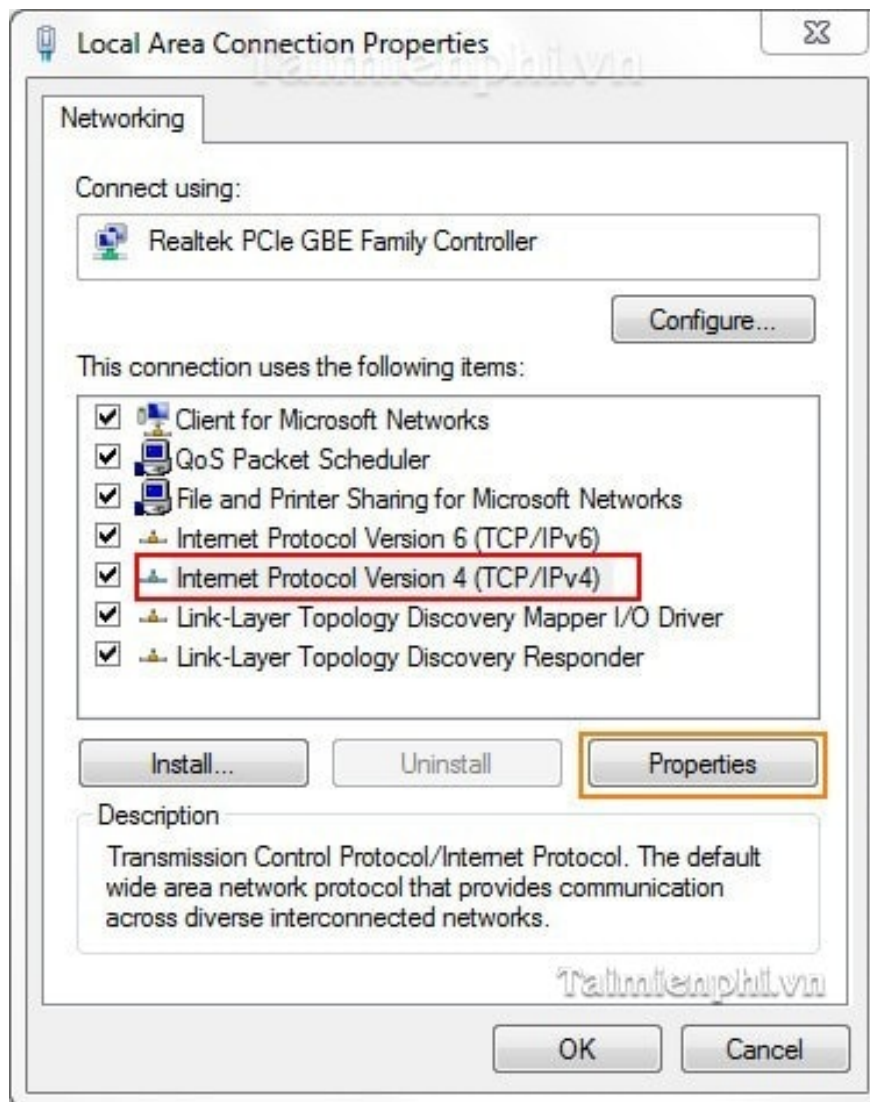 Local Area Connection Properties
Taimienphi.vn
Networking
Connect using:
Realtek PCIe GBE Family Controller
Configure...
This connection uses the following items:
Client for Microsoft Networks
QoS Packet Scheduler
File and Printer Sharing for Microsoft Networks
Internet Protocol Version 6 (TCP/IPv6)
Internet Protocol Version 4 (TCP/IPv4)
Link-Layer Topology Discovery Mapper I/O Driver
Link-Layer Topology Discovery Responder
Install... Uninstall Properties
Description
Transmission Control Protocol/Internet Protocol. The default
wide area network protocol that provides communication
across diverse interconnected networks.
Taimienphi.vn
OK Cancel